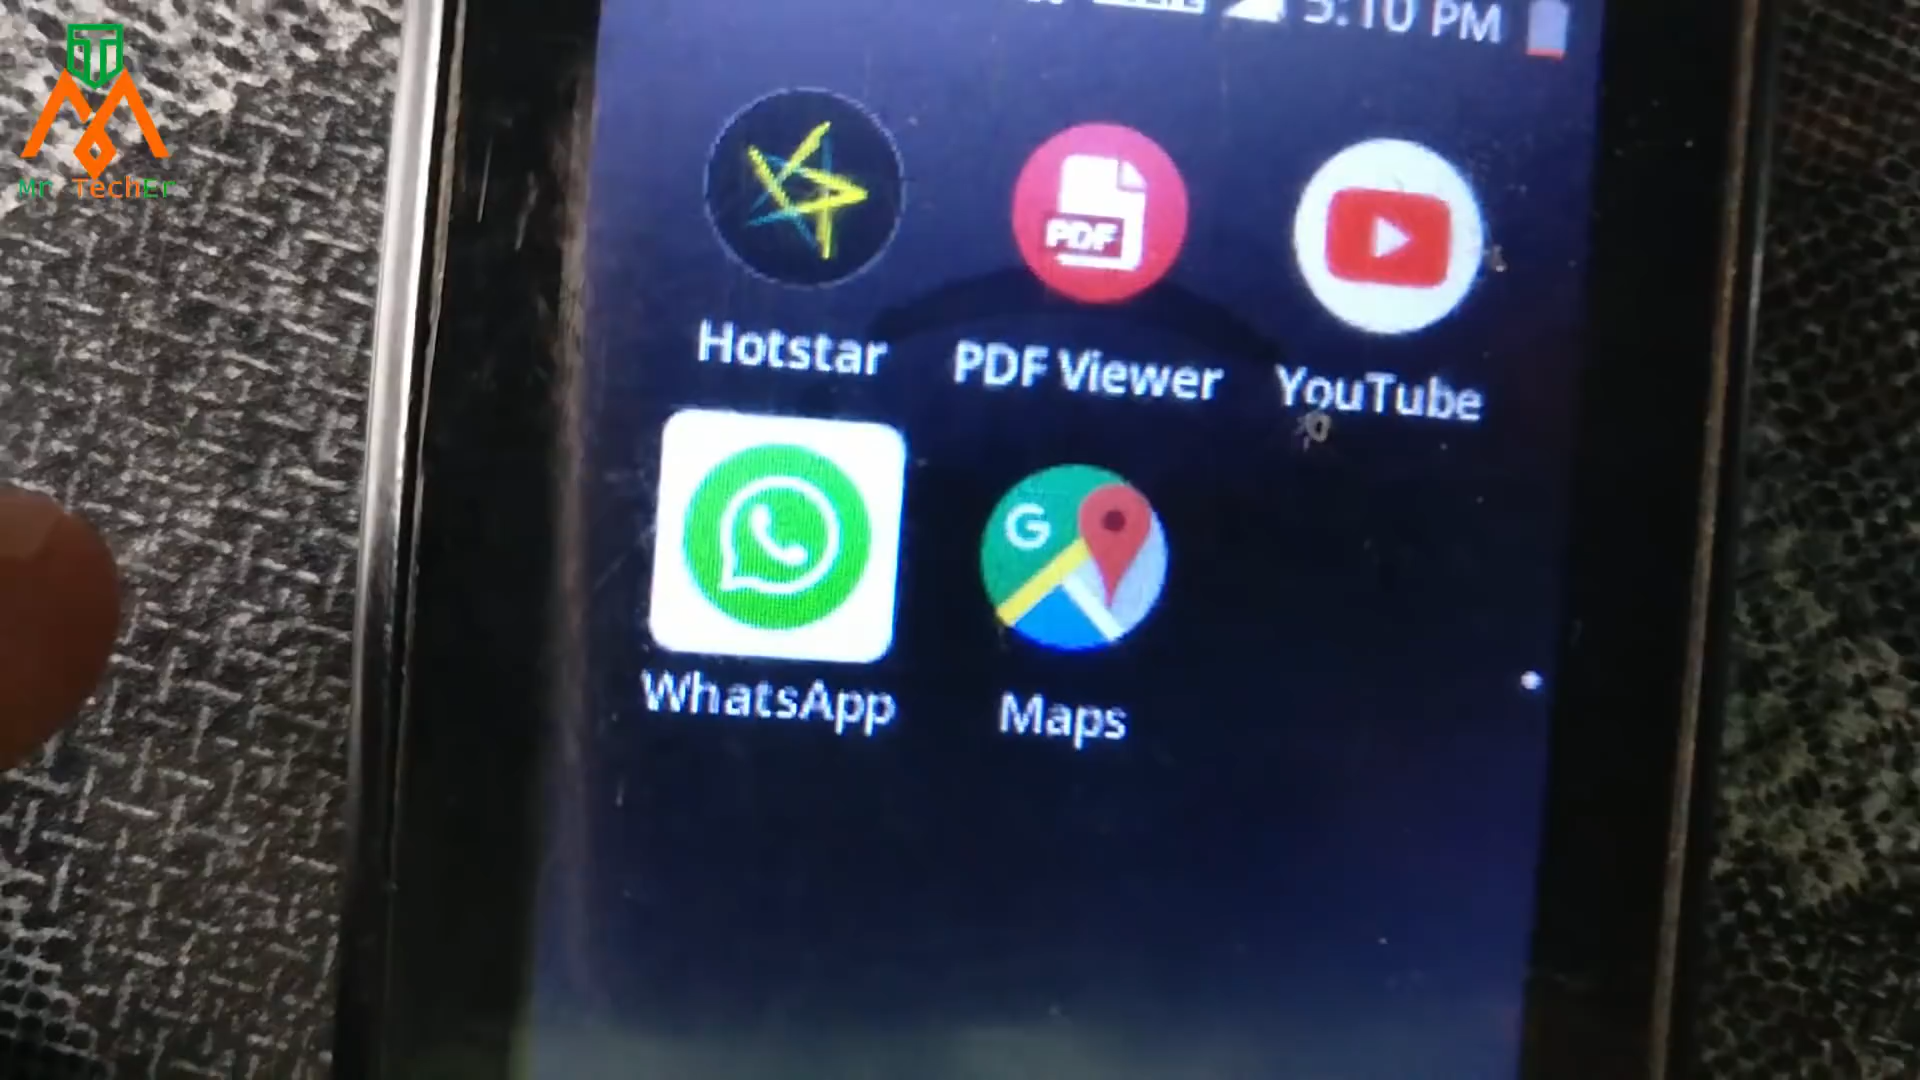 5:10 PM
Mr TechEr
PDF
Hotstar
PDF Viewer
YouTube
G
WhatsApp
Maps